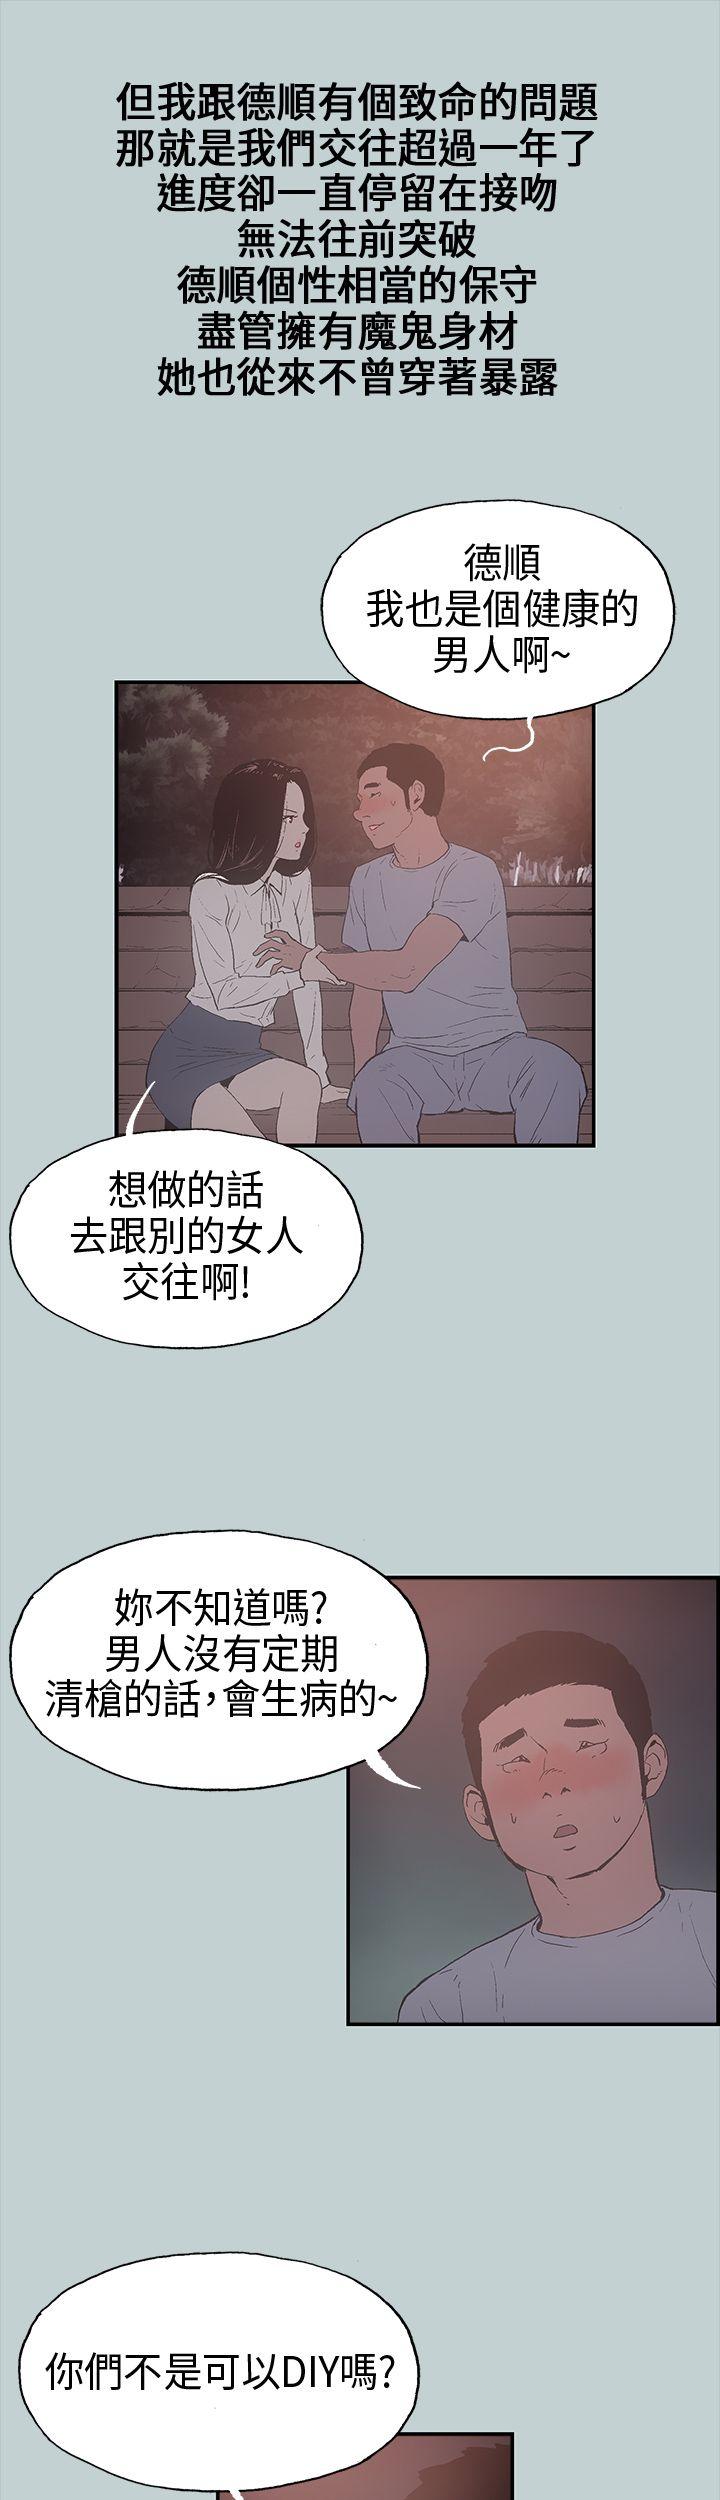 但我跟德順有個致命的問題
那就是我們交往超過一年了
進度卻一直停留在接吻
無法往前突破
德順個性相當的保守
儘管擁有魔鬼身材
她也從來不曾穿著暴露
德順
我也是個健康的
男人啊~
想做的話
去跟別的女人
交往啊!
妳不知道嗎?
男人沒有定期
清槍的話,會生病的~
你們不是可以DIY嗎?